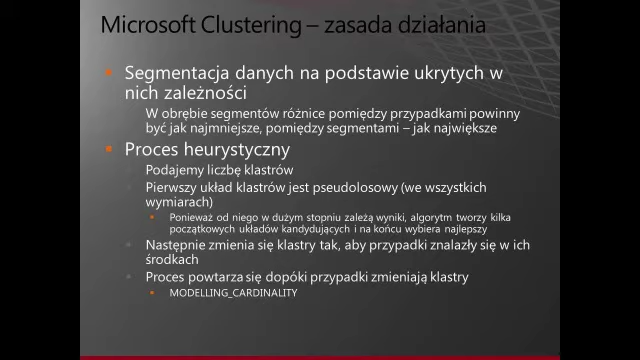 Microsoft Clustering – zasada działania
Segmentacja danych na podstawie ukrytych w
nich zależności
W obrębie segmentów różnice pomiędzy przypadkami powinny
być jak najmniejsze, pomiędzy segmentami – jak największe
Proces heurystyczny
Podajemy liczbę klastrów
Pierwszy układ klastrów jest pseudolosowy (we wszystkich
wymiarach)
Ponieważ od niego w dużym stopniu zależą wyniki, algorytm tworzy kilka
początkowych układów kandydujących i na końcu wybiera najlepszy
Następnie zmienia się klastry tak, aby przypadki znalazły się w ich
środkach
Proces powtarza się dopóki przypadki zmieniają klastry
MODELLING_CARDINALITY